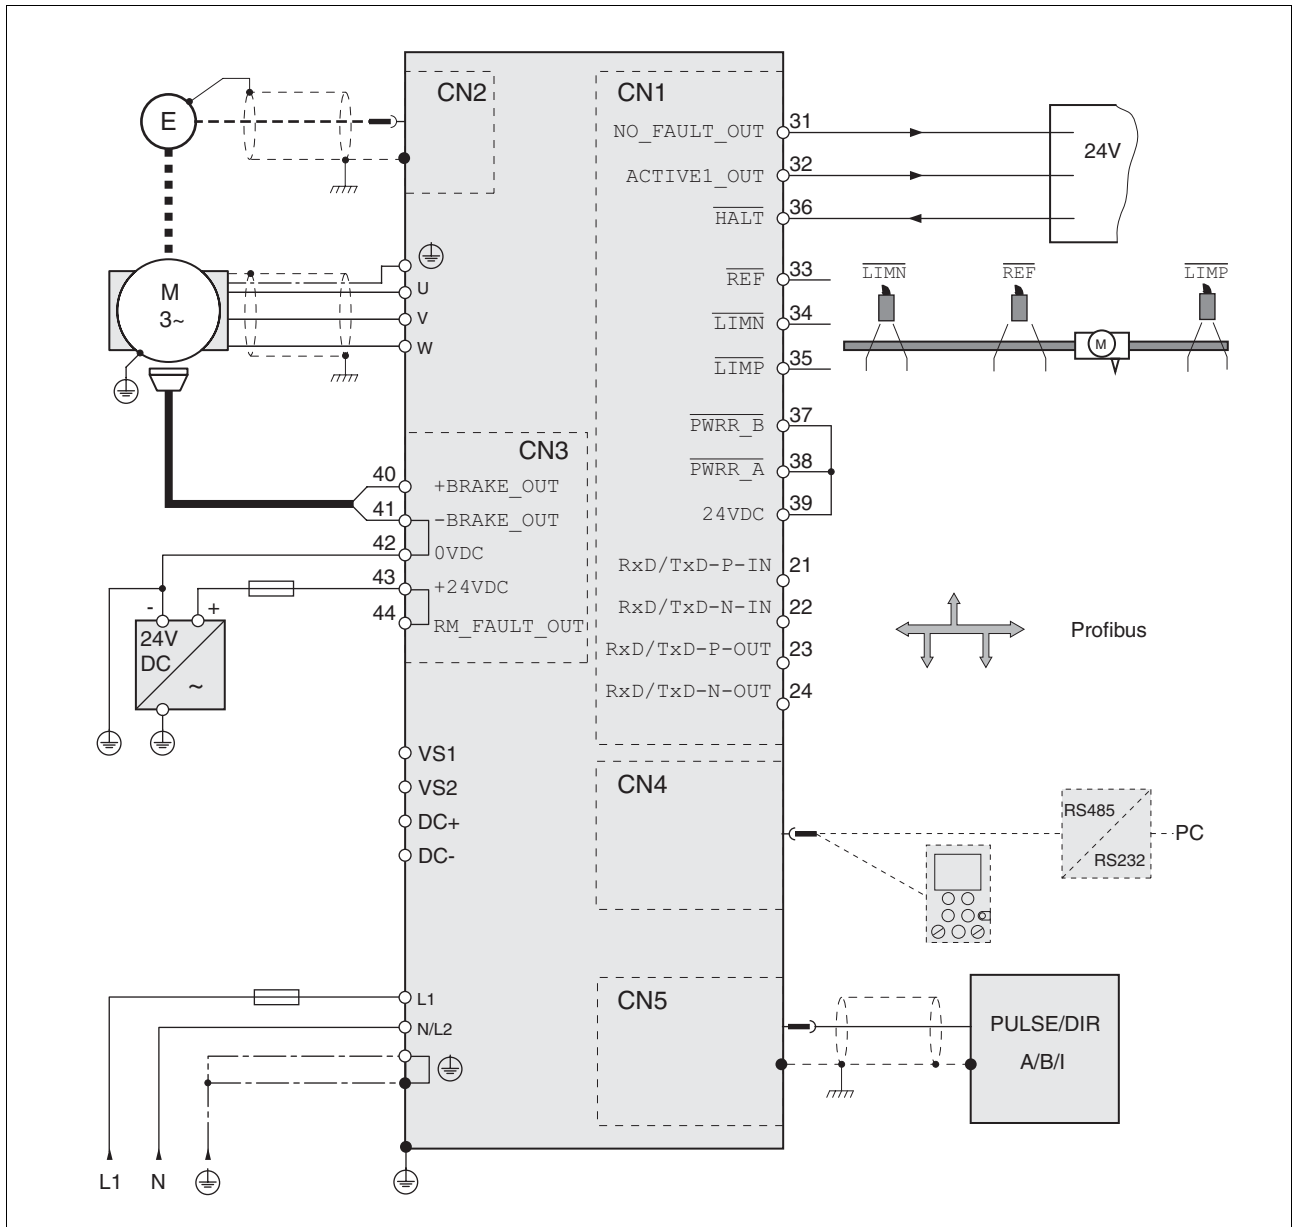 CN2
E
M
3~
U
V
W
CN3
40
+BRAKE_OUT
41
-BRAKE_OUT
42
0VDC
43
+24VDC
44
RM_FAULT_OUT
- +
24V
DC
~
VS1
VS2
DC+
DC-
L1
N/L2
L1 N
CN1
NO_FAULT_OUT 31
ACTIVE1_OUT 32
HALT 36
24V
REF 33
LIMN 34
LIMP 35
LIMN REF LIMP
M
PWRR_B 37
PWRR_A 38
24VDC 39
RxD/TxD-P-IN 21
RxD/TxD-N-IN 22
RxD/TxD-P-OUT 23
RxD/TxD-N-OUT 24
Profibus
CN4
RS485
RS232
PC
CN5
PULSE/DIR
A/B/I